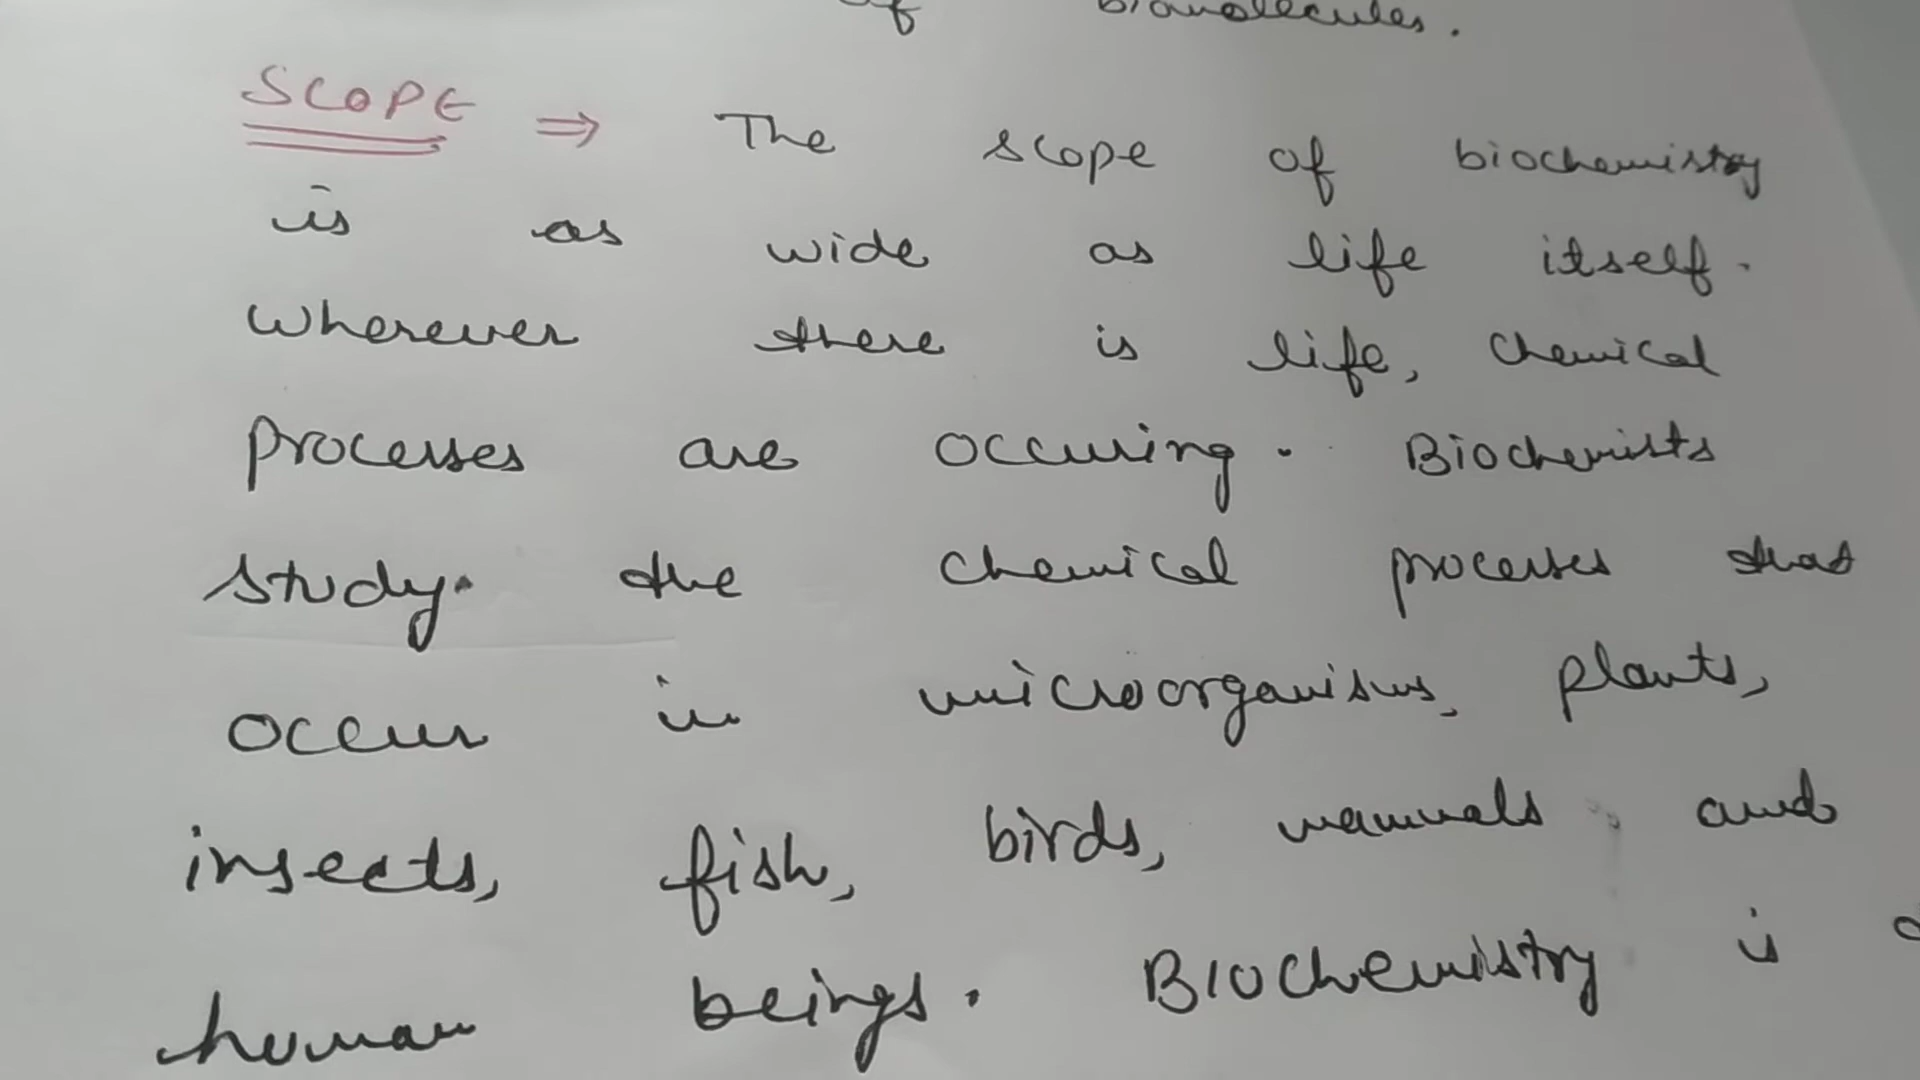 of biomolecules.
SCOPE ⇒ The scope of biochemistry
is as wide as life itself.
Wherever there is life, chemical
processes are occuring. Biochemists
study the chemical processes that
occur in microorganisms, plants,
insects, fish, birds, mammals and
human beings. Biochemistry is